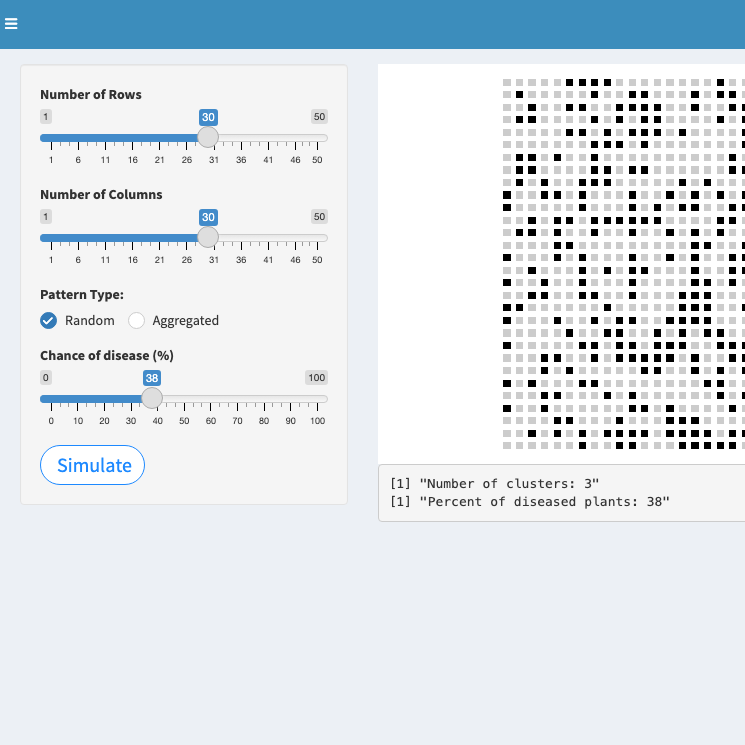 Number of Rows
1 30 50
1 6 11 16 21 26 31 36 41 46 50
Number of Columns
1 30 50
1 6 11 16 21 26 31 36 41 46 50
Pattern Type:
Random Aggregated
Chance of disease (%)
0 38 100
0 10 20 30 40 50 60 70 80 90 100
Simulate
[1] "Number of clusters: 3"
[1] "Percent of diseased plants: 38"